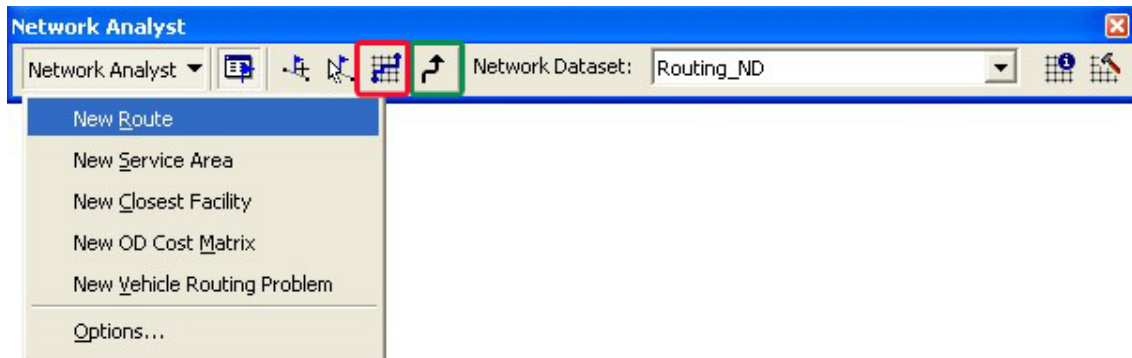 Network Analyst
Network Analyst Network Dataset: Routing_ND
New Route
New Service Area
New Closest Facility
New OD Cost Matrix
New Vehicle Routing Problem
Options...